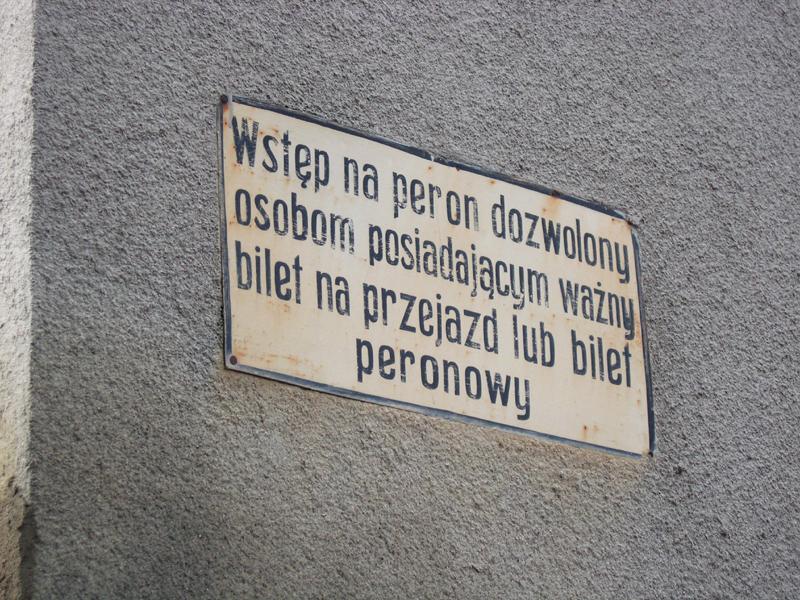 Wstęp na peron dozwolony
osobom posiadającym ważny
bilet na przejazd lub bilet
peronowy